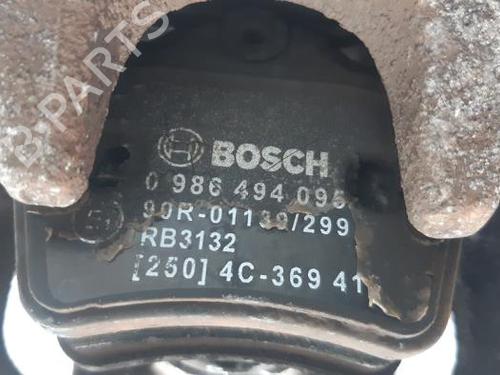 B-PARTS
BOSCH
0 986 494 095
90R-01139/299
RB3132
[250] 4C-369 41